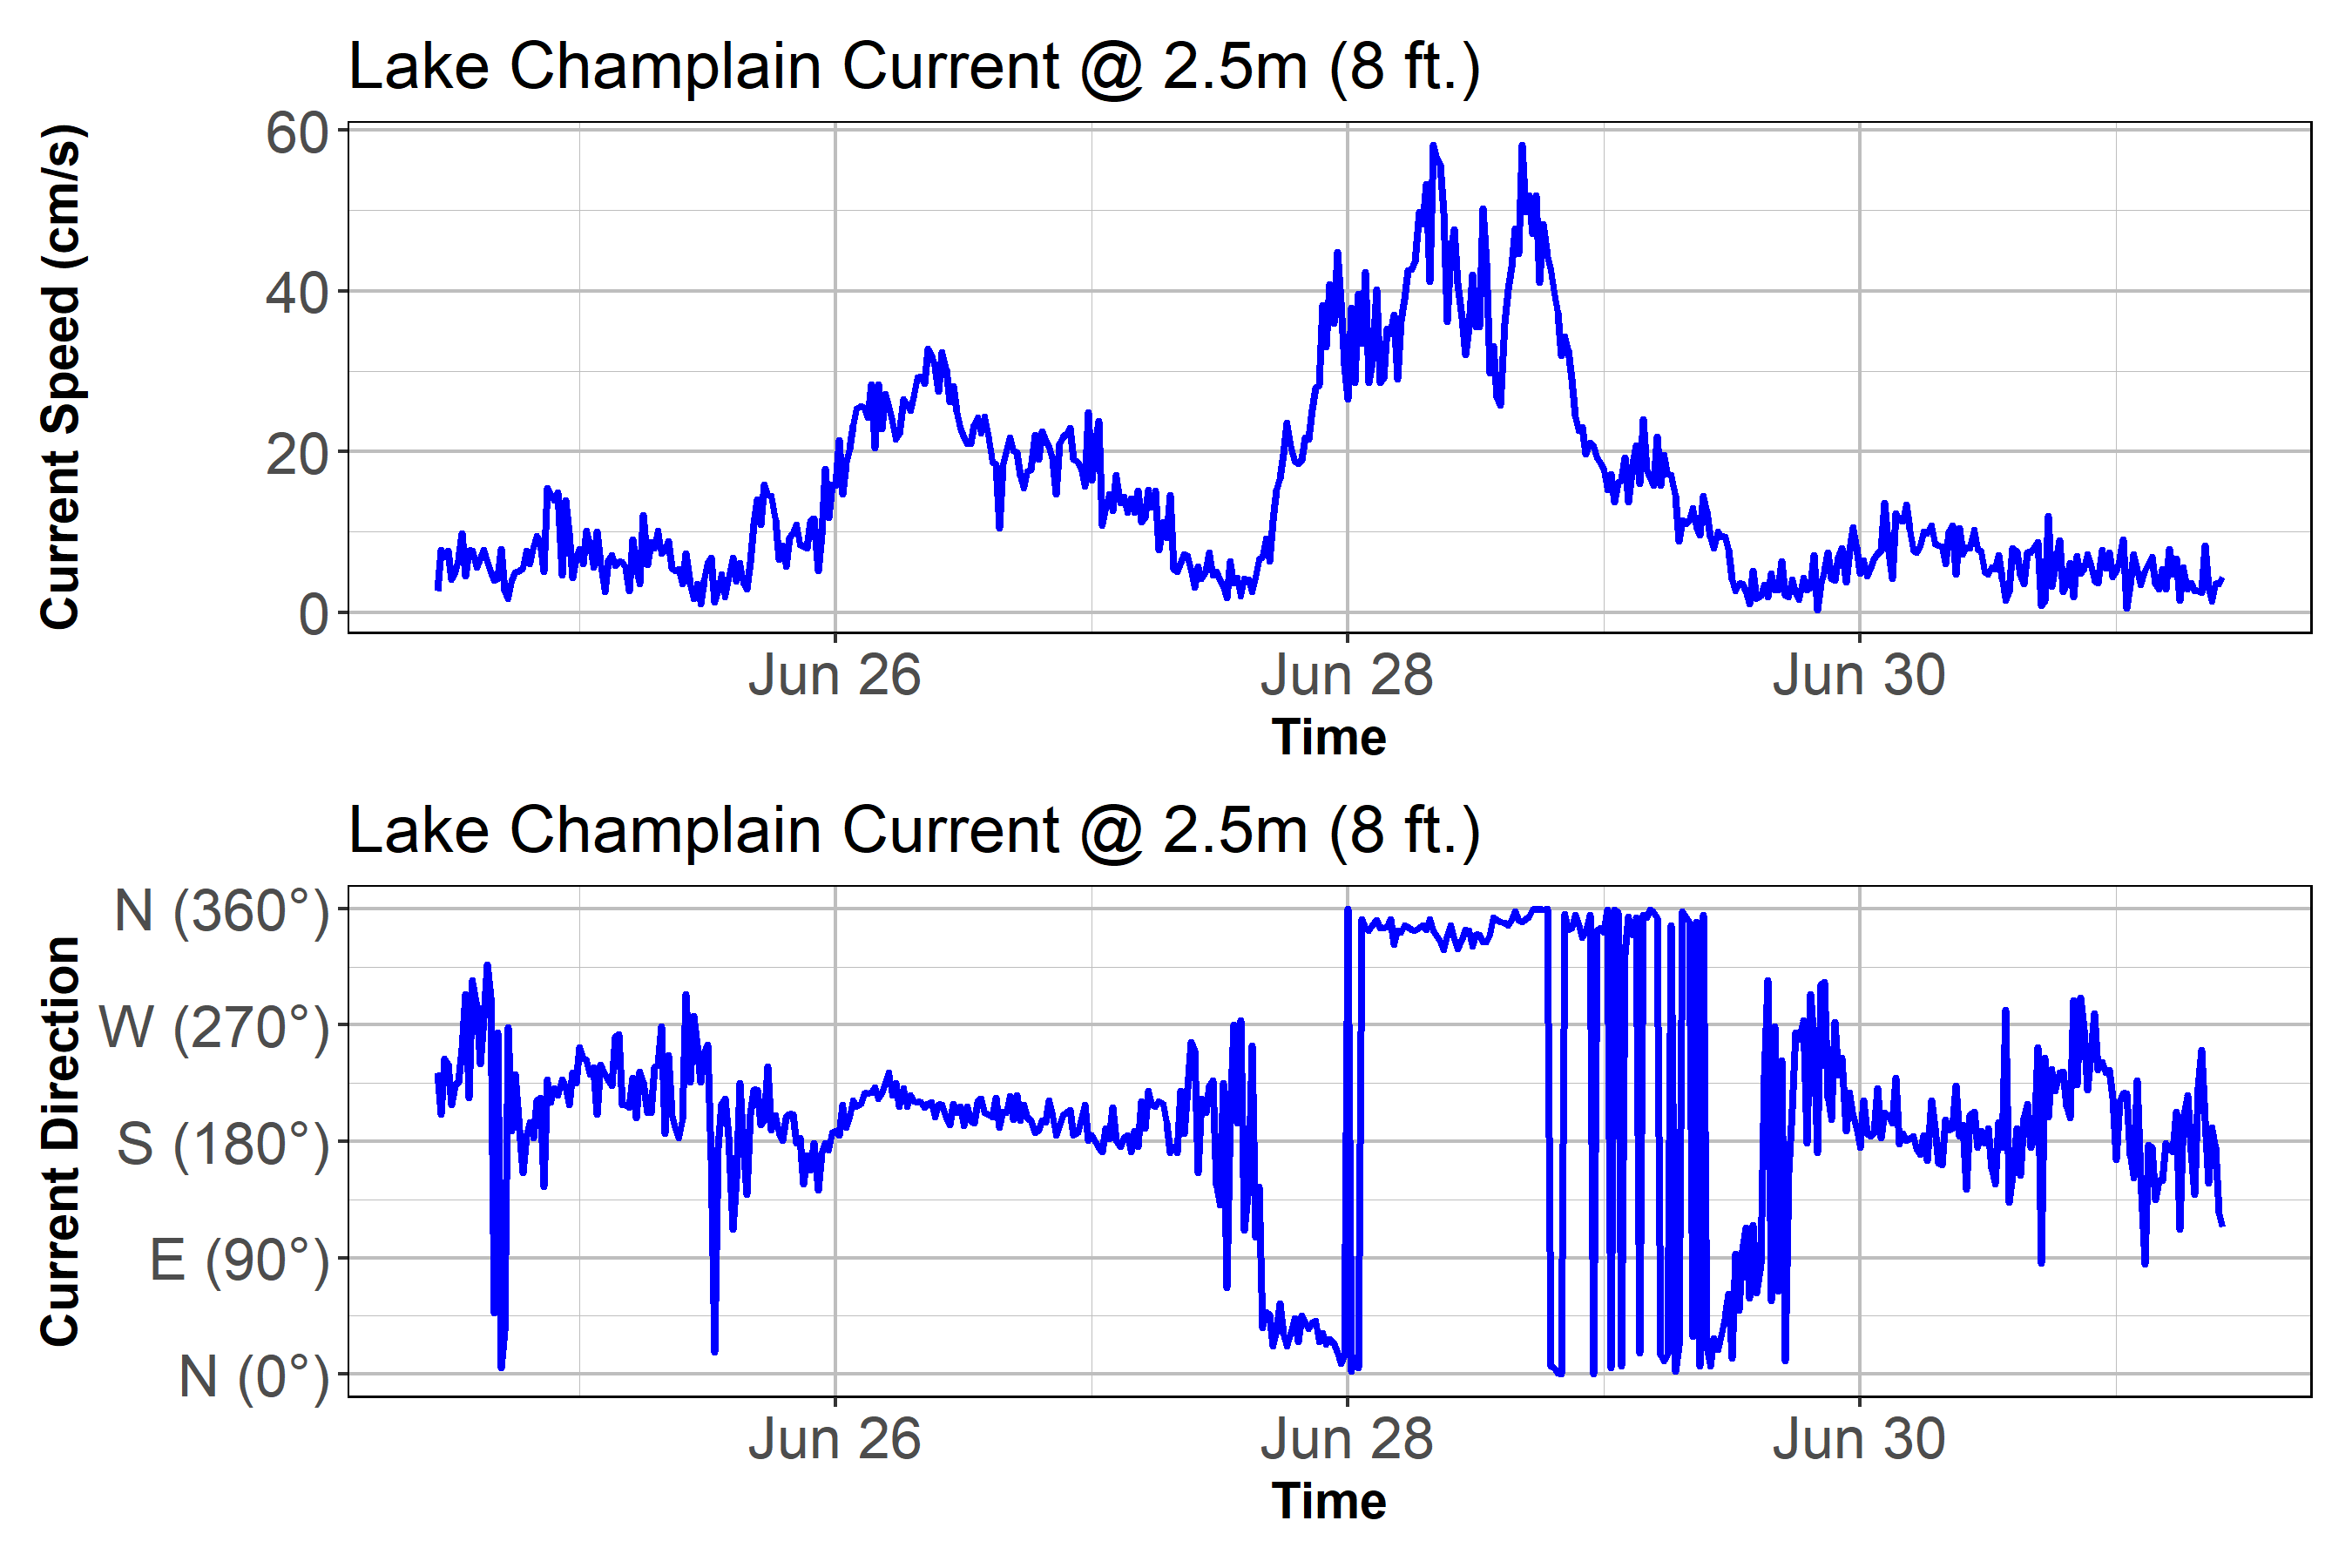 Lake Champlain Current @ 2.5m (8 ft.)
Current Speed (cm/s)
60
40
20
0
Jun 26 Jun 28 Jun 30
Time
Lake Champlain Current @ 2.5m (8 ft.)
Current Direction
N (360°)
W (270°)
S (180°)
E (90°)
N (0°)
Jun 26 Jun 28 Jun 30
Time